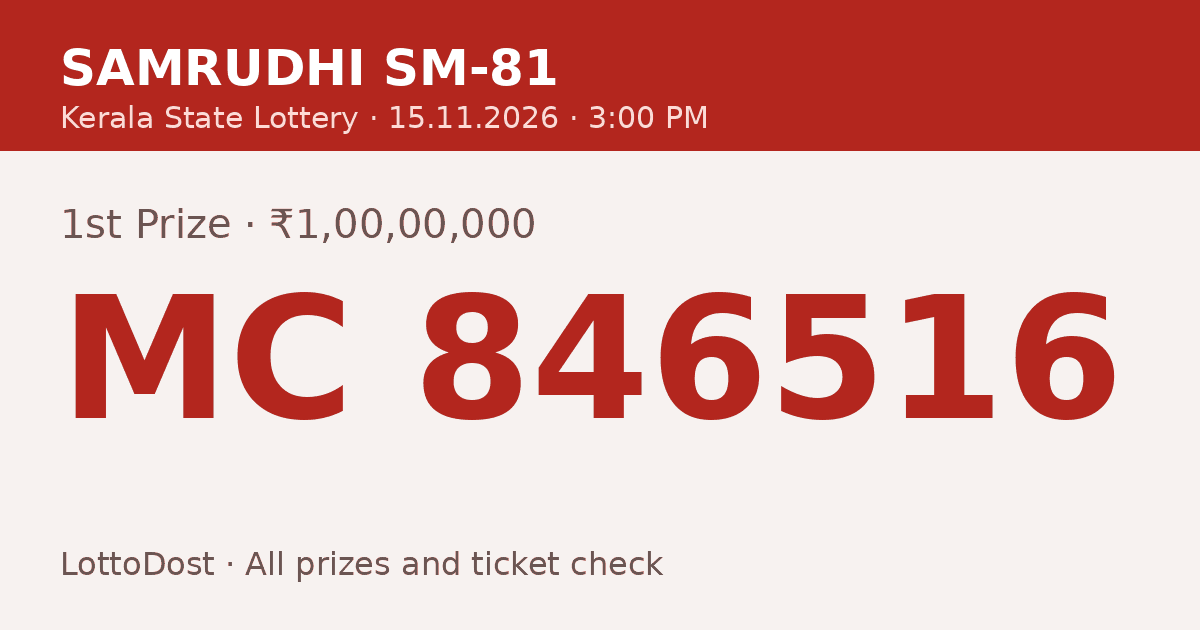 SAMRUDHI SM-81
Kerala State Lottery · 15.11.2026 · 3:00 PM
1st Prize · ₹1,00,00,000
MC 846516
LottoDost · All prizes and ticket check